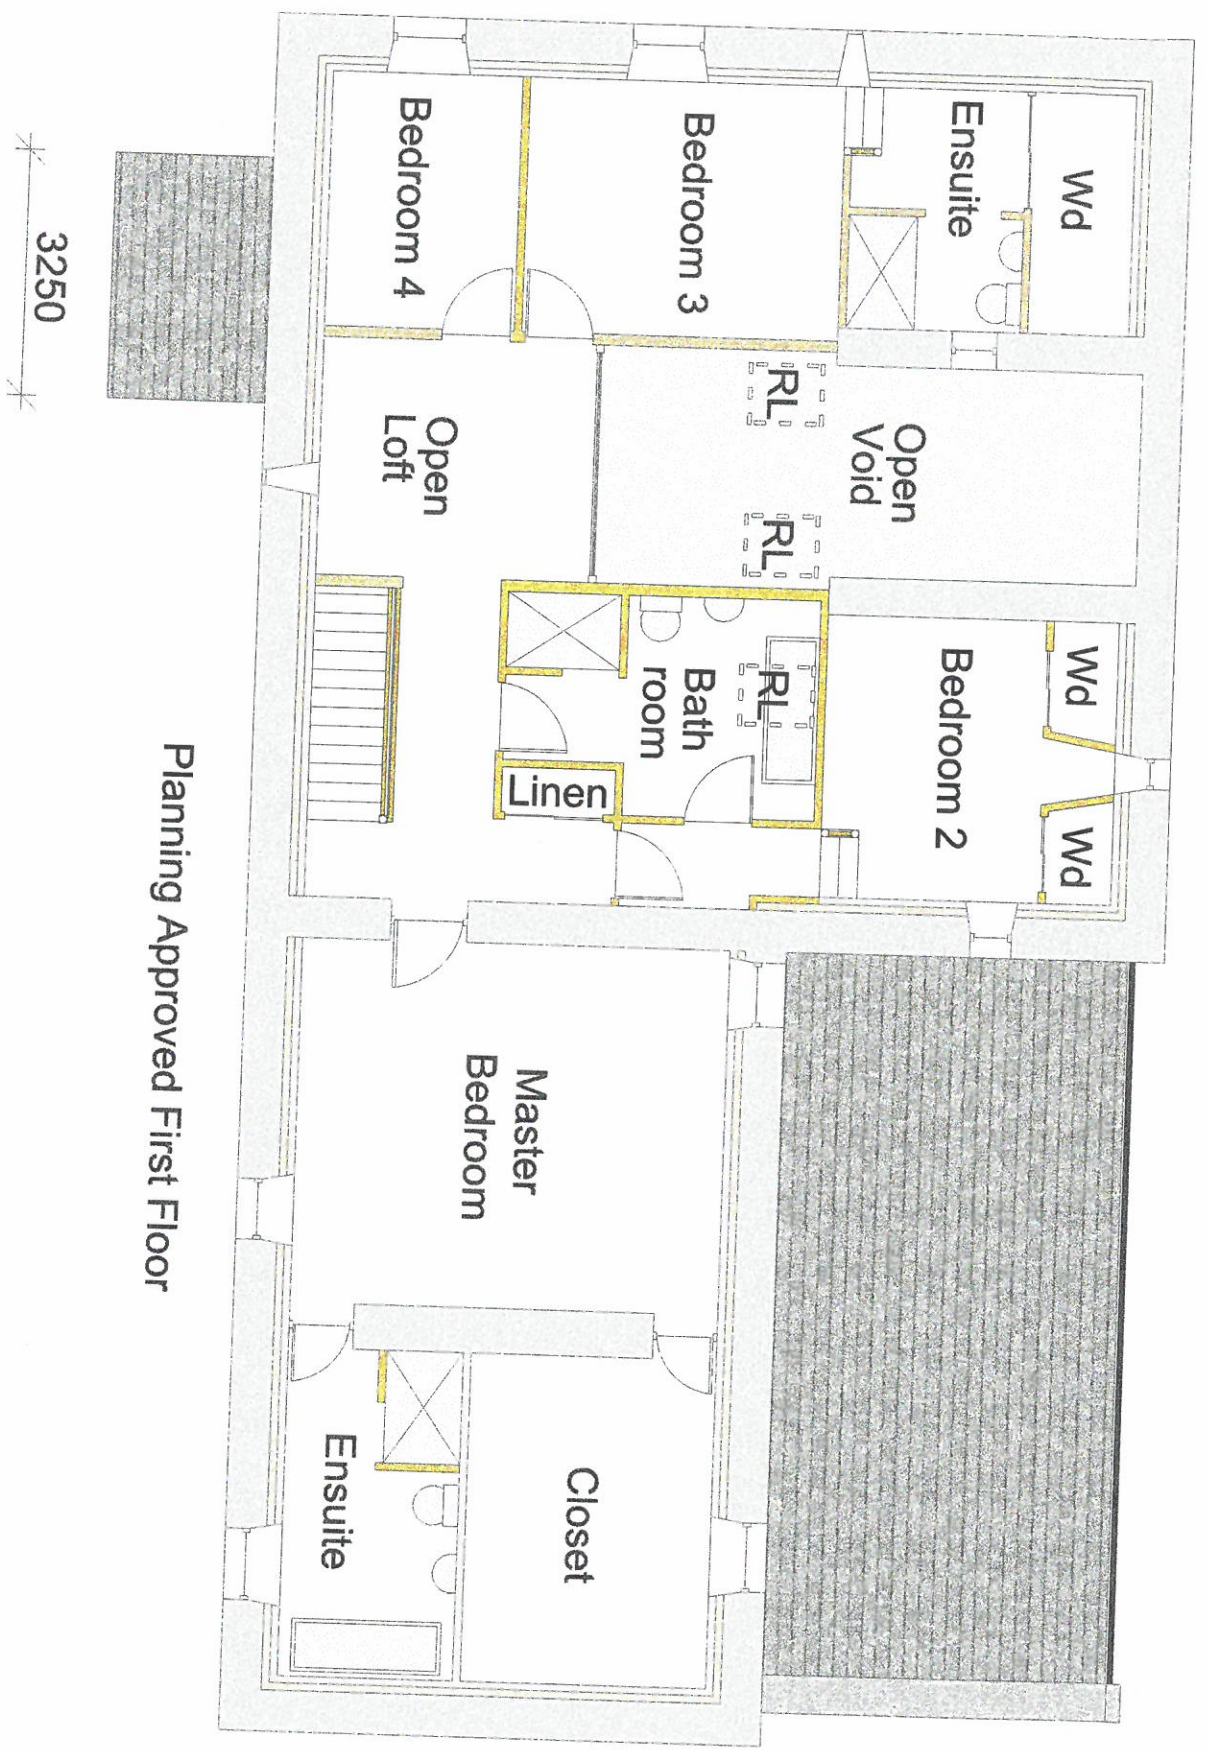 Wd
Wd
Wd
Ensuite
Open
Void
Bedroom 2
Bedroom 3
RL
RL
RL
Bath
room
Linen
Bedroom 4
Open
Loft
Master
Bedroom
Closet
Ensuite
3250
Planning Approved First Floor